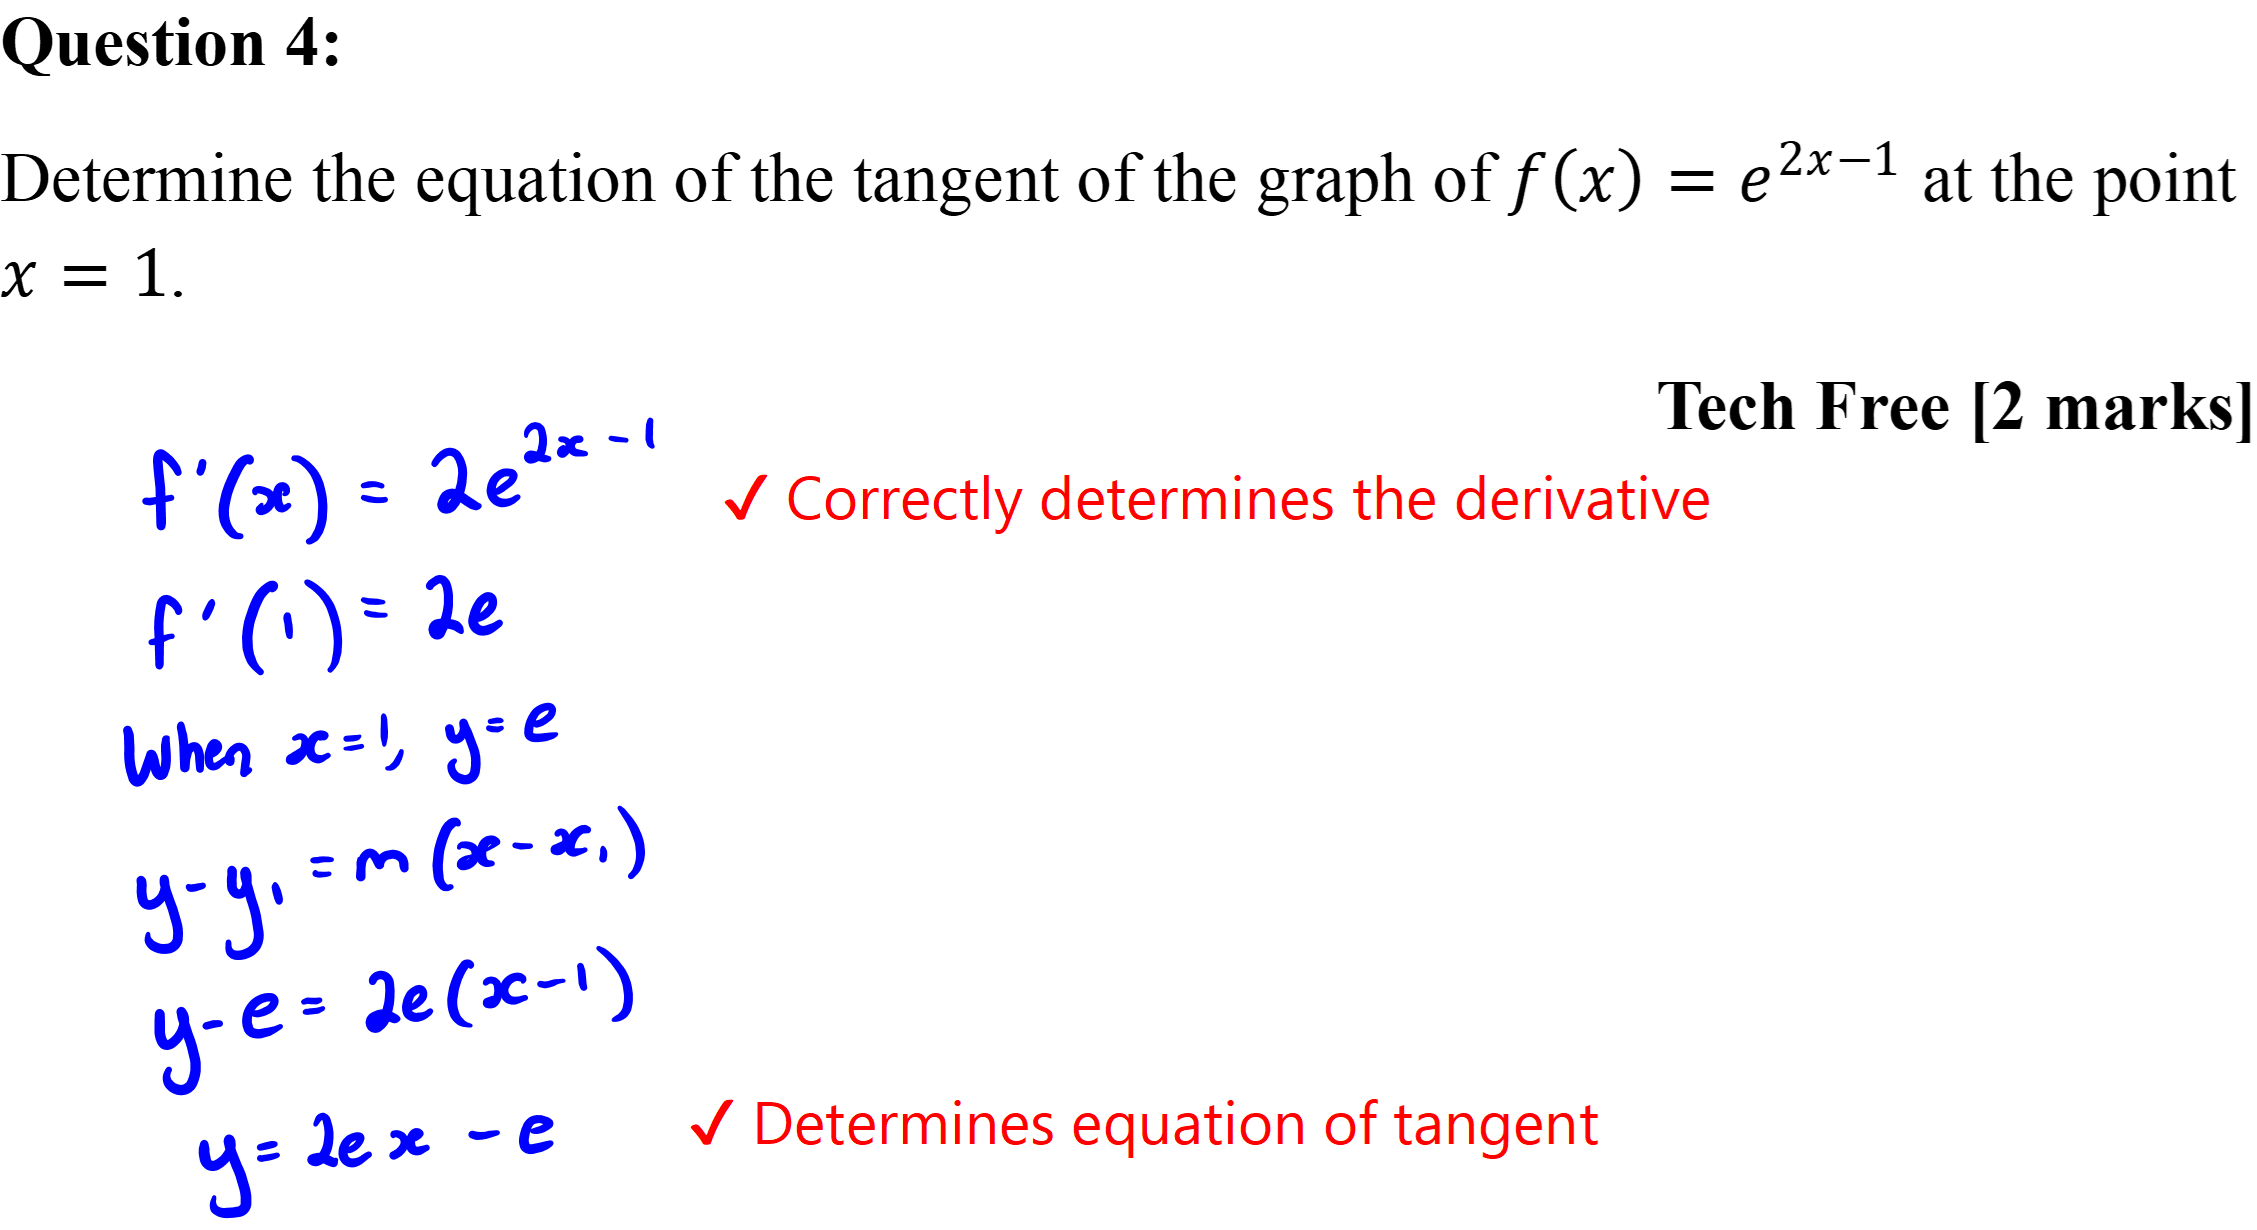 Question 4:
Determine the equation of the tangent of the graph of f(x) = e^{2x−1} at the point
x = 1.
Tech Free [2 marks]
f'(x) = 2e^{2x-1} ✓ Correctly determines the derivative
f'(1) = 2e
When x=1, y=e
y-y₁ = m(x-x₁)
y-e = 2e(x-1)
y = 2ex - e ✓ Determines equation of tangent